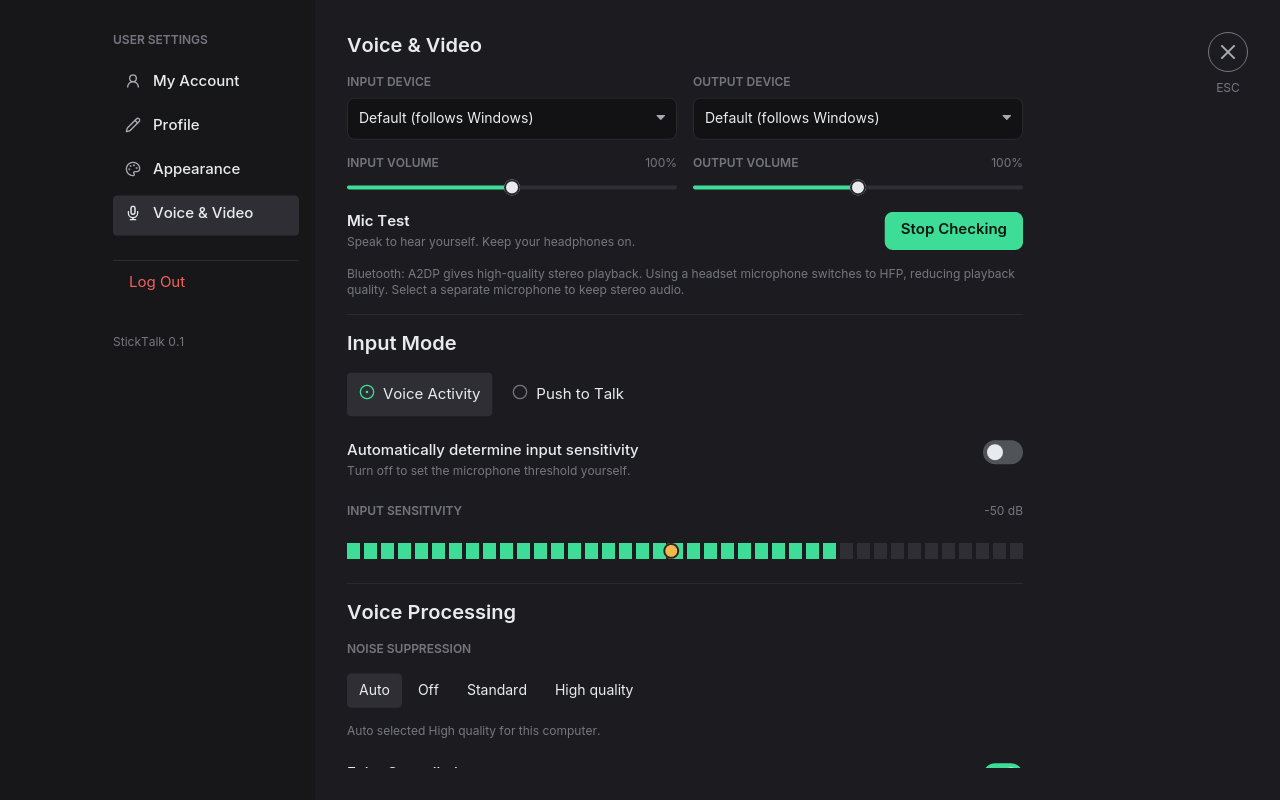 USER SETTINGS
My Account
Profile
Appearance
Voice & Video
Log Out
StickTalk 0.1
Voice & Video
INPUT DEVICE
OUTPUT DEVICE
Default (follows Windows)
Default (follows Windows)
INPUT VOLUME
100%
OUTPUT VOLUME
100%
Mic Test
Speak to hear yourself. Keep your headphones on.
Stop Checking
Bluetooth: A2DP gives high-quality stereo playback. Using a headset microphone switches to HFP, reducing playback
quality. Select a separate microphone to keep stereo audio.
Input Mode
Voice Activity
Push to Talk
Automatically determine input sensitivity
Turn off to set the microphone threshold yourself.
INPUT SENSITIVITY
-50 dB
Voice Processing
NOISE SUPPRESSION
Auto
Off
Standard
High quality
Auto selected High quality for this computer.
ESC